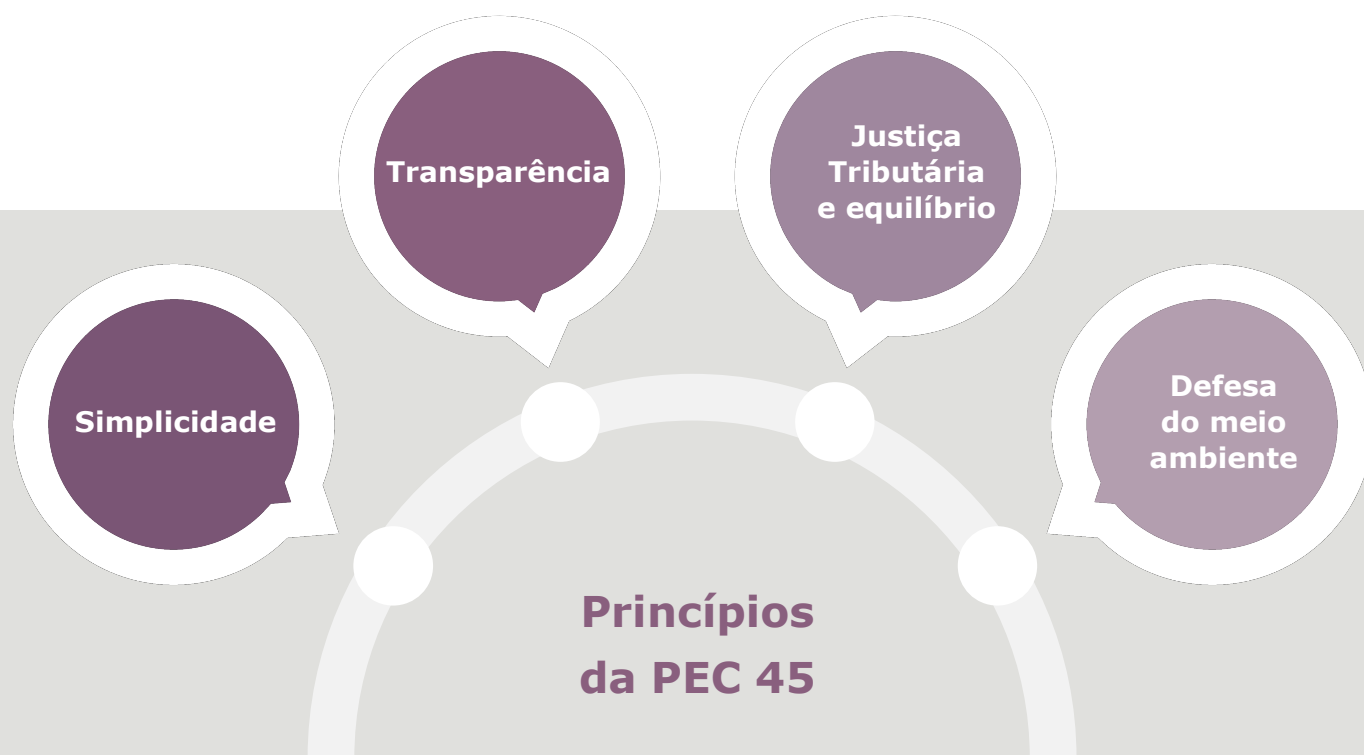 Simplicidade
Transparência
Justiça
Tributária
e equilíbrio
Defesa
do meio
ambiente
Princípios
da PEC 45